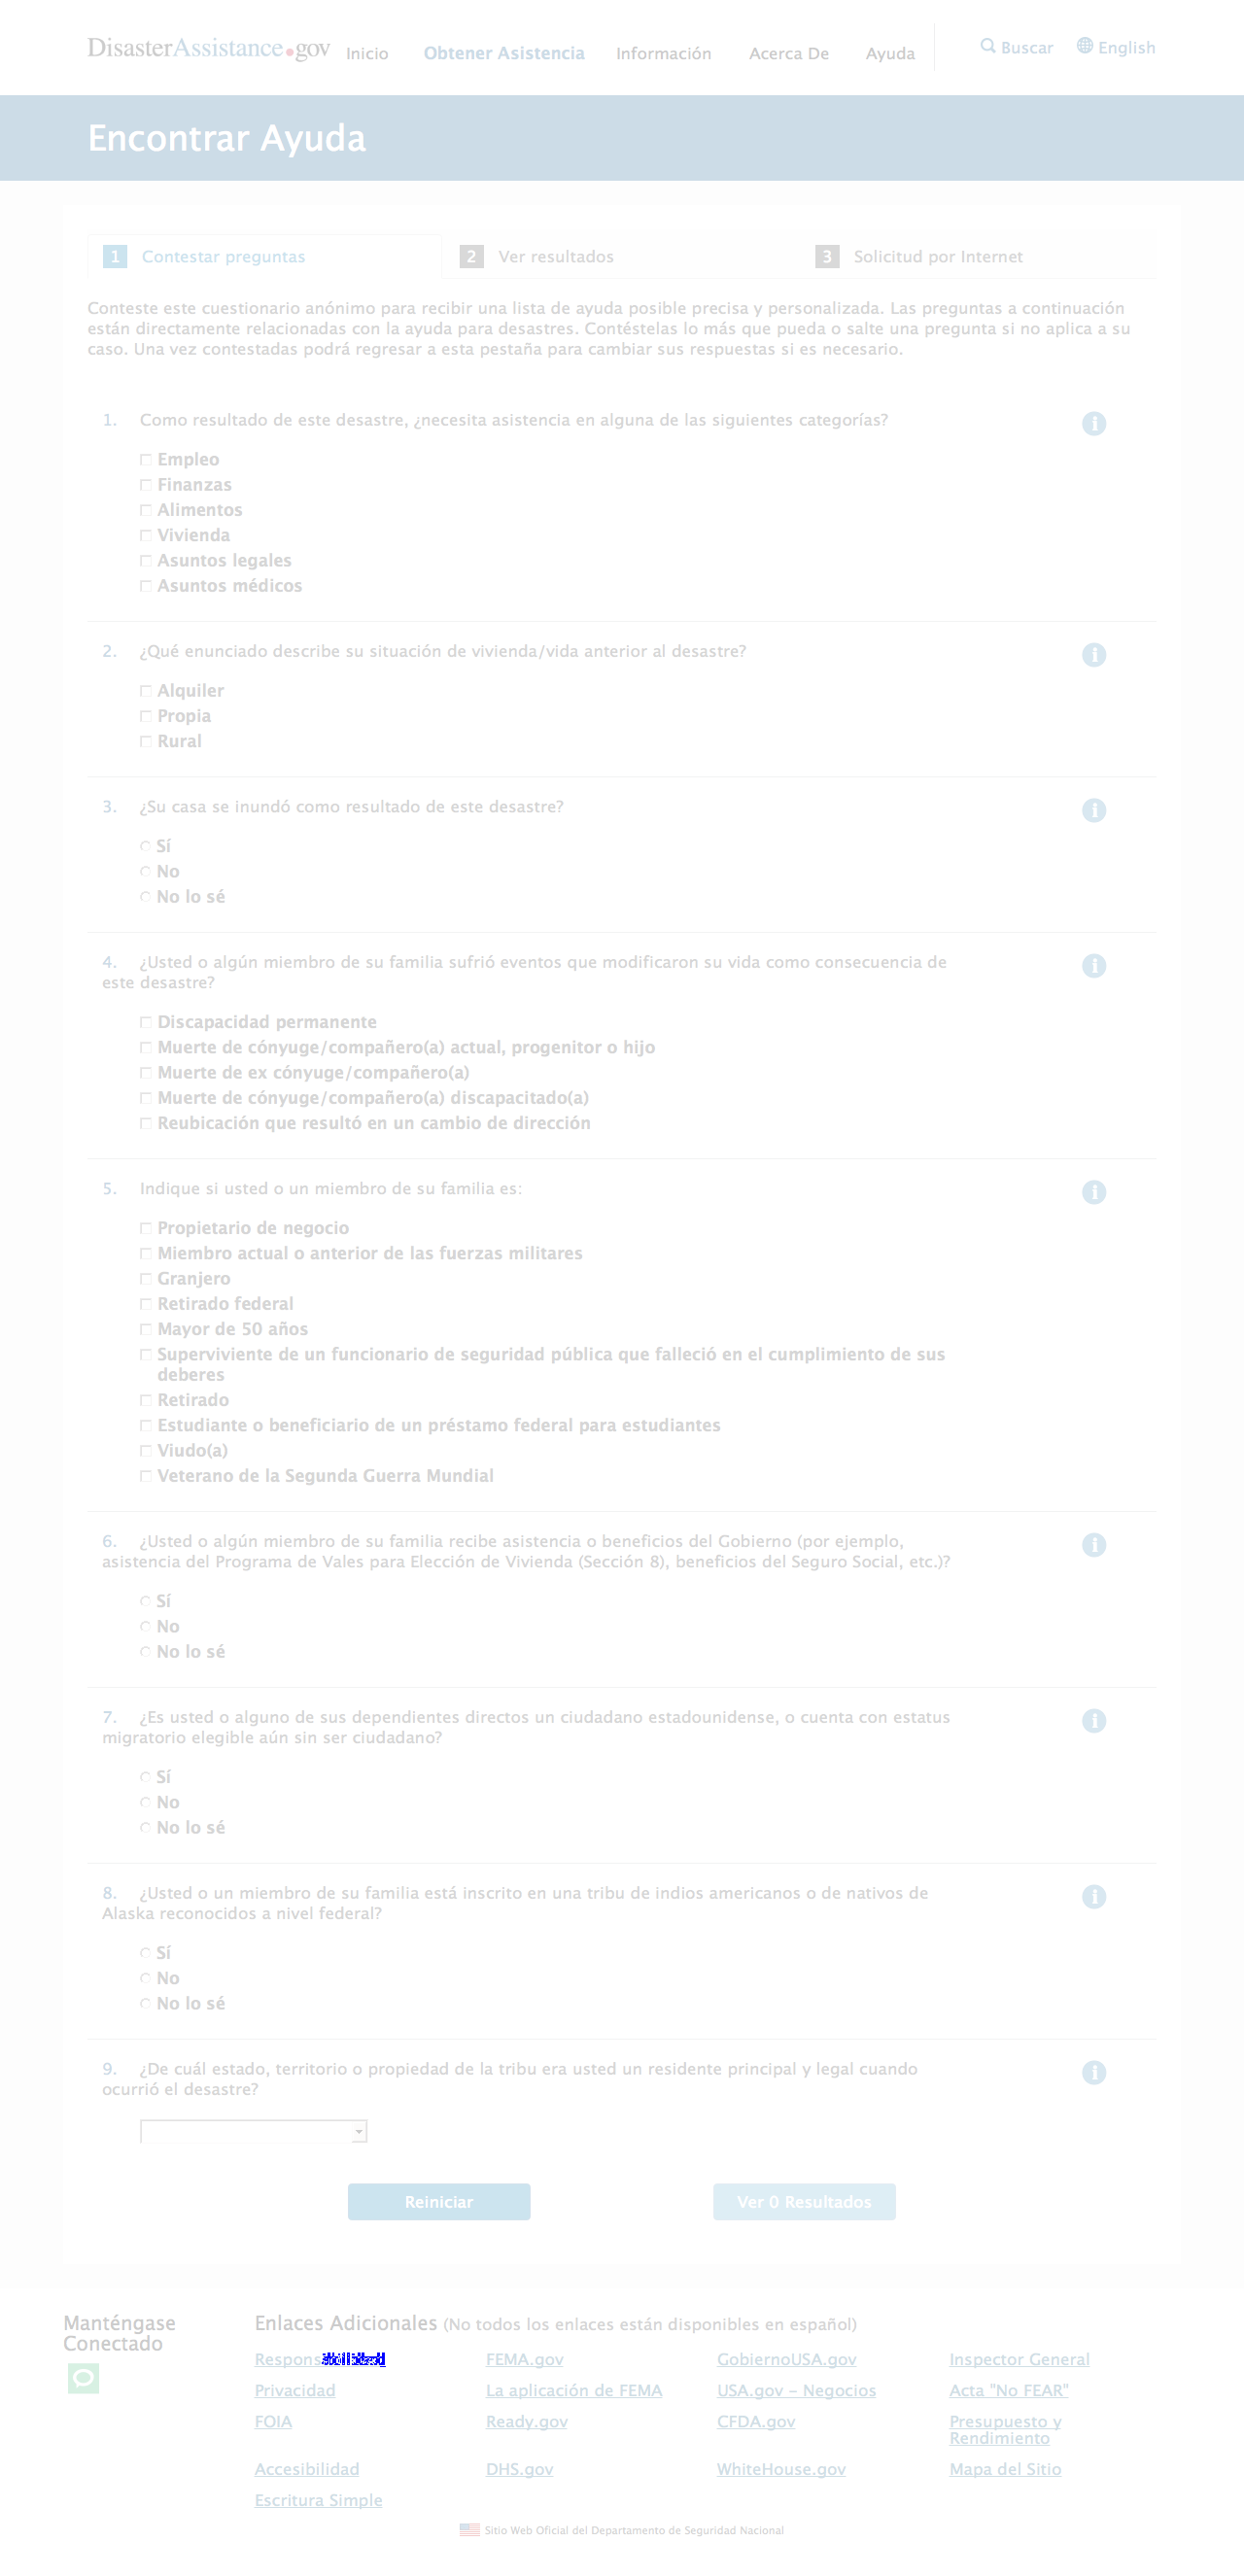 DisasterAssistance.gov Inicio Obtener Asistencia Información Acerca De Ayuda Buscar English
Encontrar Ayuda
1 Contestar preguntas 2 Ver resultados 3 Solicitud por Internet
Conteste este cuestionario anónimo para recibir una lista de ayuda posible precisa y personalizada. Las preguntas a continuación
están directamente relacionadas con la ayuda para desastres. Contéstelas lo más que pueda o salte una pregunta si no aplica a su
caso. Una vez contestadas podrá regresar a esta pestaña para cambiar sus respuestas si es necesario.
1. Como resultado de este desastre, ¿necesita asistencia en alguna de las siguientes categorías?
Empleo
Finanzas
Alimentos
Vivienda
Asuntos legales
Asuntos médicos
2. ¿Qué enunciado describe su situación de vivienda/vida anterior al desastre?
Alquiler
Propia
Rural
3. ¿Su casa se inundó como resultado de este desastre?
Sí
No
No lo sé
4. ¿Usted o algún miembro de su familia sufrió eventos que modificaron su vida como consecuencia de
este desastre?
Discapacidad permanente
Muerte de cónyuge/compañero(a) actual, progenitor o hijo
Muerte de ex cónyuge/compañero(a)
Muerte de cónyuge/compañero(a) discapacitado(a)
Reubicación que resultó en un cambio de dirección
5. Indique si usted o un miembro de su familia es:
Propietario de negocio
Miembro actual o anterior de las fuerzas militares
Granjero
Retirado federal
Mayor de 50 años
Superviviente de un funcionario de seguridad pública que falleció en el cumplimiento de sus
deberes
Retirado
Estudiante o beneficiario de un préstamo federal para estudiantes
Viudo(a)
Veterano de la Segunda Guerra Mundial
6. ¿Usted o algún miembro de su familia recibe asistencia o beneficios del Gobierno (por ejemplo,
asistencia del Programa de Vales para Elección de Vivienda (Sección 8), beneficios del Seguro Social, etc.)?
Sí
No
No lo sé
7. ¿Es usted o alguno de sus dependientes directos un ciudadano estadounidense, o cuenta con estatus
migratorio elegible aún sin ser ciudadano?
Sí
No
No lo sé
8. ¿Usted o un miembro de su familia está inscrito en una tribu de indios americanos o de nativos de
Alaska reconocidos a nivel federal?
Sí
No
No lo sé
9. ¿De cuál estado, territorio o propiedad de la tribu era usted un residente principal y legal cuando
ocurrió el desastre?
Reiniciar Ver 0 Resultados
Manténgase
Conectado
Enlaces Adicionales (No todos los enlaces están disponibles en español)
FEMA.gov GobiernoUSA.gov Inspector General
Privacidad La aplicación de FEMA USA.gov - Negocios Acta "No FEAR"
FOIA Ready.gov CFDA.gov Presupuesto y
Rendimiento
Accesibilidad DHS.gov WhiteHouse.gov Mapa del Sitio
Escritura Simple
Sitio Web Oficial del Departamento de Seguridad Nacional